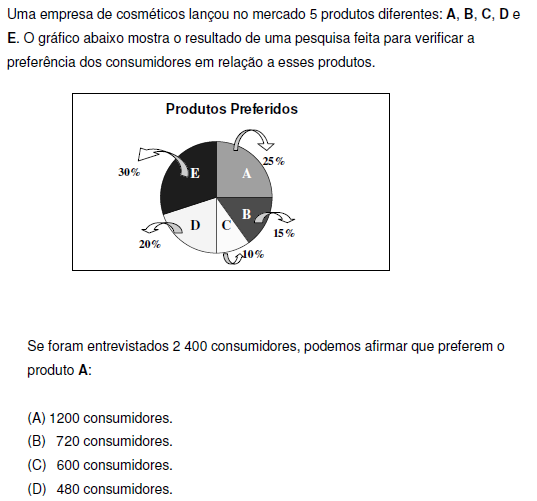 Uma empresa de cosméticos lançou no mercado 5 produtos diferentes: A, B, C, D e
E. O gráfico abaixo mostra o resultado de uma pesquisa feita para verificar a
preferência dos consumidores em relação a esses produtos.
Produtos Preferidos
25%
30%
E
A
B
D
C
15%
20%
10%
Se foram entrevistados 2 400 consumidores, podemos afirmar que preferem o
produto A:
(A) 1200 consumidores.
(B) 720 consumidores.
(C) 600 consumidores.
(D) 480 consumidores.